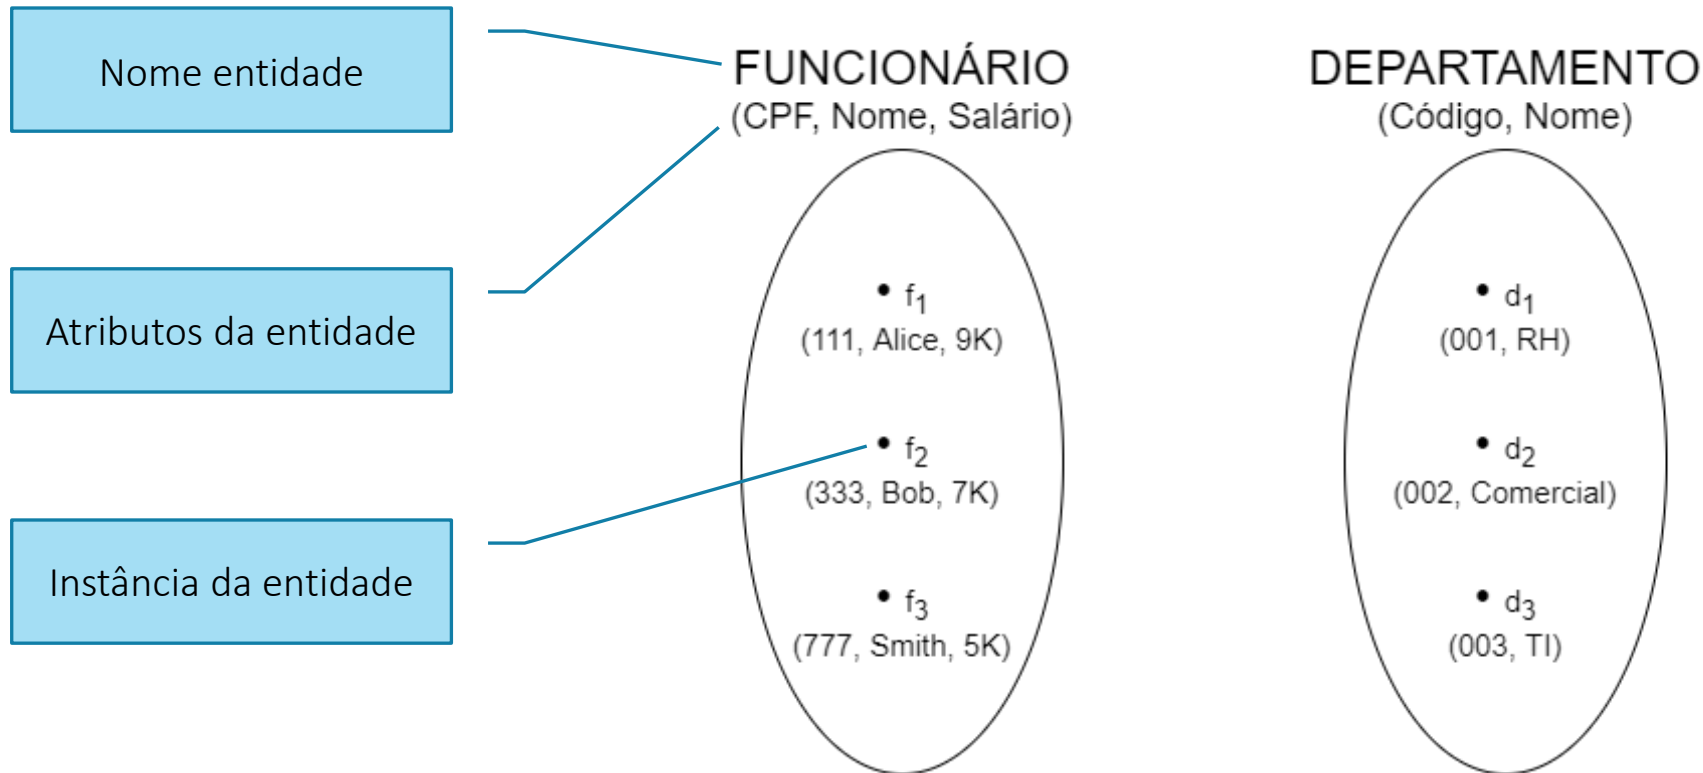 Nome entidade
Atributos da entidade
Instância da entidade
FUNCIONÁRIO
(CPF, Nome, Salário)
f1
(111, Alice, 9K)
f2
(333, Bob, 7K)
f3
(777, Smith, 5K)
DEPARTAMENTO
(Código, Nome)
d1
(001, RH)
d2
(002, Comercial)
d3
(003, TI)